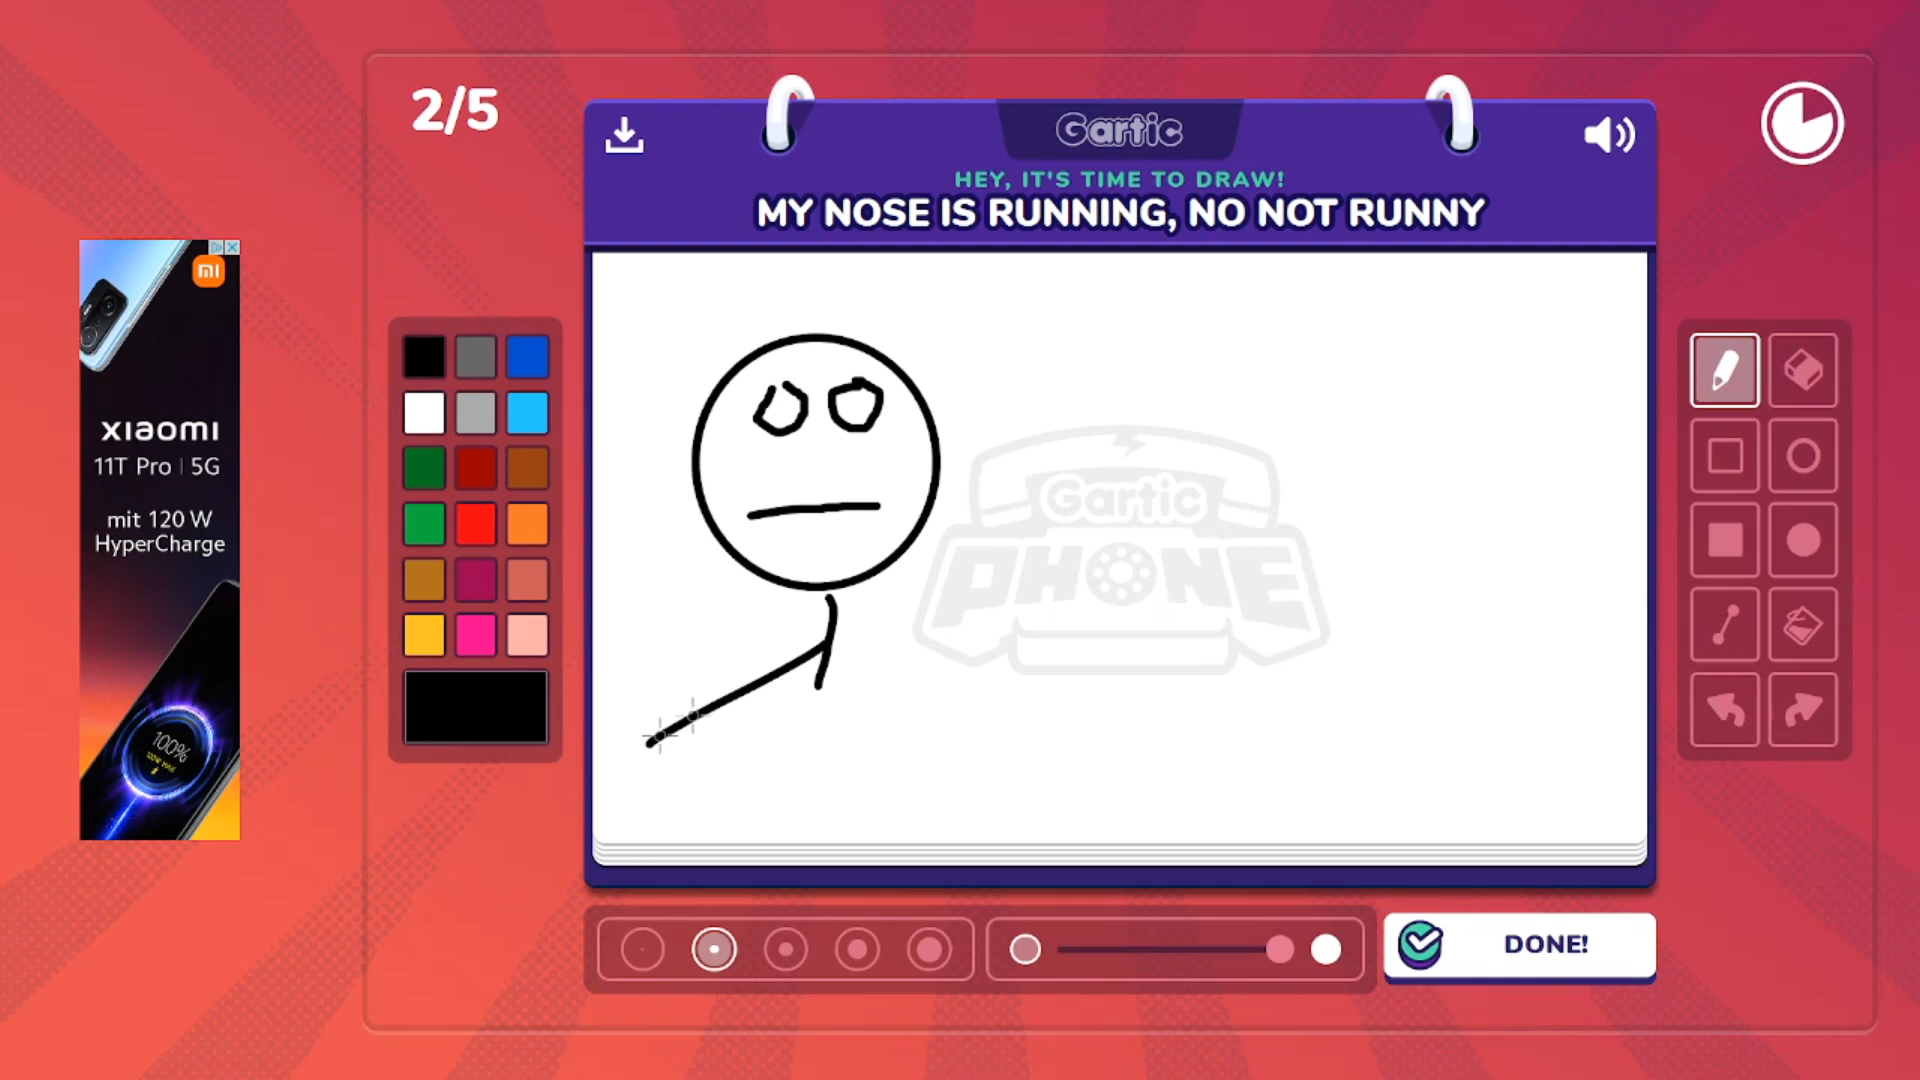 2/5
Gartic
HEY, IT'S TIME TO DRAW!
MY NOSE IS RUNNING, NO NOT RUNNY
mi
xiaomi
11T Pro | 5G
mit 120 W
HyperCharge
100%
Gartic
PHONE
DONE!